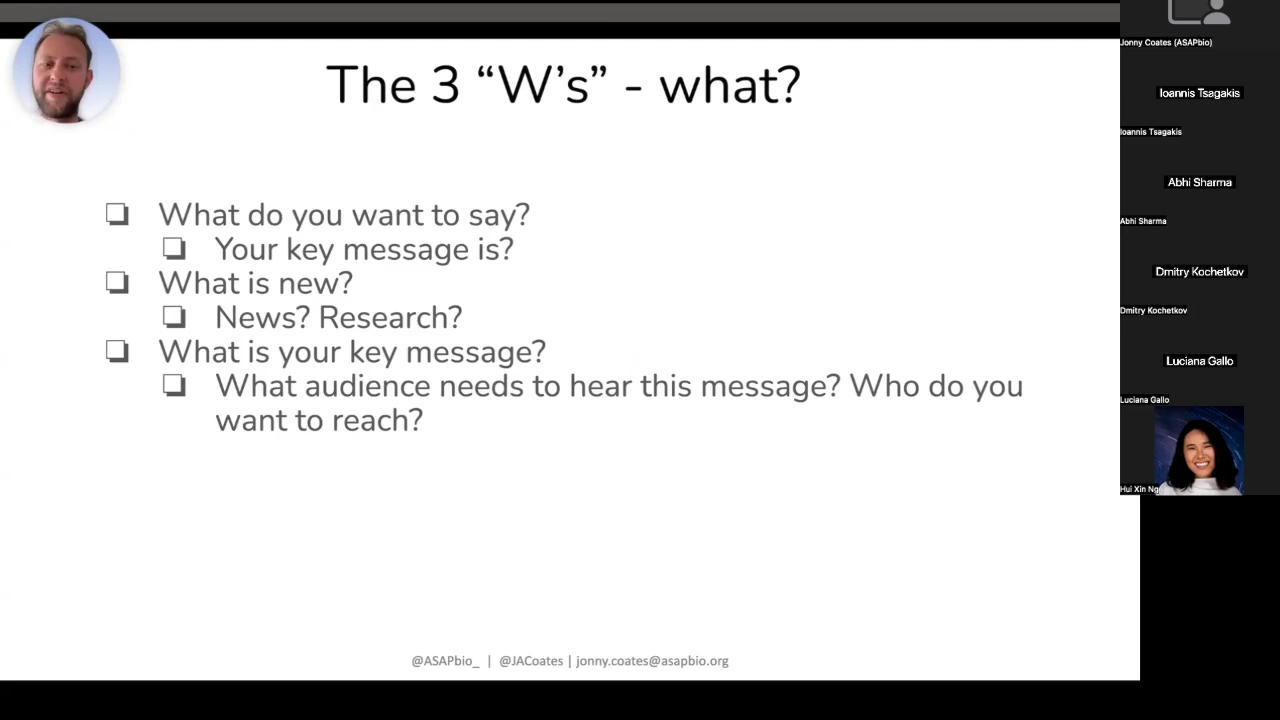 The 3 “W’s” - what?
❏ What do you want to say?
❏ Your key message is?
❏ What is new?
❏ News? Research?
❏ What is your key message?
❏ What audience needs to hear this message? Who do you
want to reach?
@ASAPbio_ | @JACoates | jonny.coates@asapbio.org
Jonny Coates (ASAPbio)
Ioannis Tsagakis
Ioannis Tsagakis
Abhi Sharma
Abhi Sharma
Dmitry Kochetkov
Dmitry Kochetkov
Luciana Gallo
Luciana Gallo
Hui Xin Ng